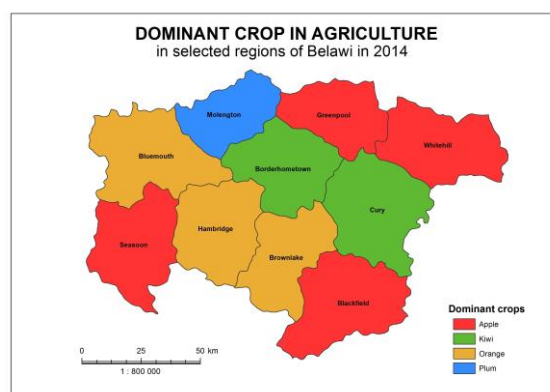 DOMINANT CROP IN AGRICULTURE
in selected regions of Belawi in 2014
Molengton
Greenpool
Whitehill
Bluemouth
Borderhometown
Cury
Seasoon
Hambridge
Brownlake
Blackfield
Dominant crops
Apple
Kiwi
Orange
Plum
0 25 50 km
1 : 800 000